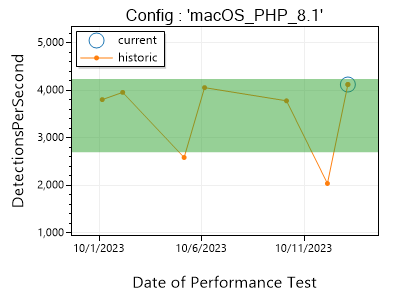 Config : 'macOS_PHP_8.1'
DetectionsPerSecond
5,000
4,000
3,000
2,000
1,000
current
historic
10/1/2023
10/6/2023
10/11/2023
Date of Performance Test